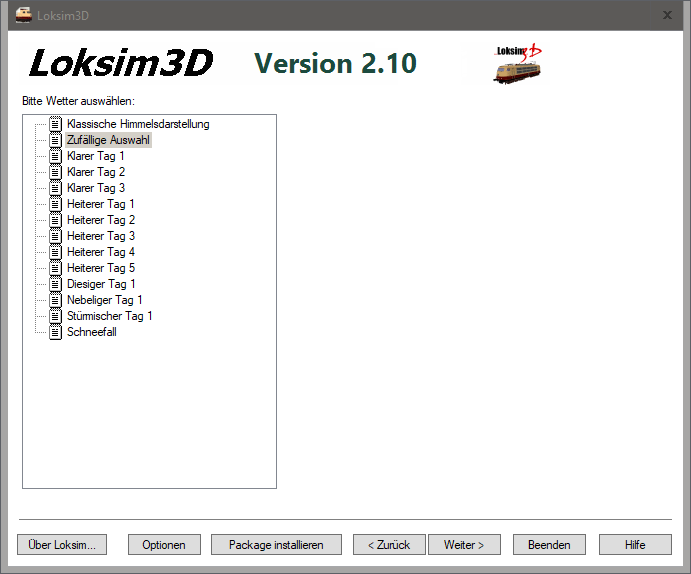 Loksim3D
Loksim3D Version 2.10 Loksim3D
Bitte Wetter auswählen:
Klassische Himmelsdarstellung
Zufällige Auswahl
Klarer Tag 1
Klarer Tag 2
Klarer Tag 3
Heiterer Tag 1
Heiterer Tag 2
Heiterer Tag 3
Heiterer Tag 4
Heiterer Tag 5
Diesiger Tag 1
Nebeliger Tag 1
Stürmischer Tag 1
Schneefall
Über Loksim... Optionen Package installieren < Zurück Weiter > Beenden Hilfe